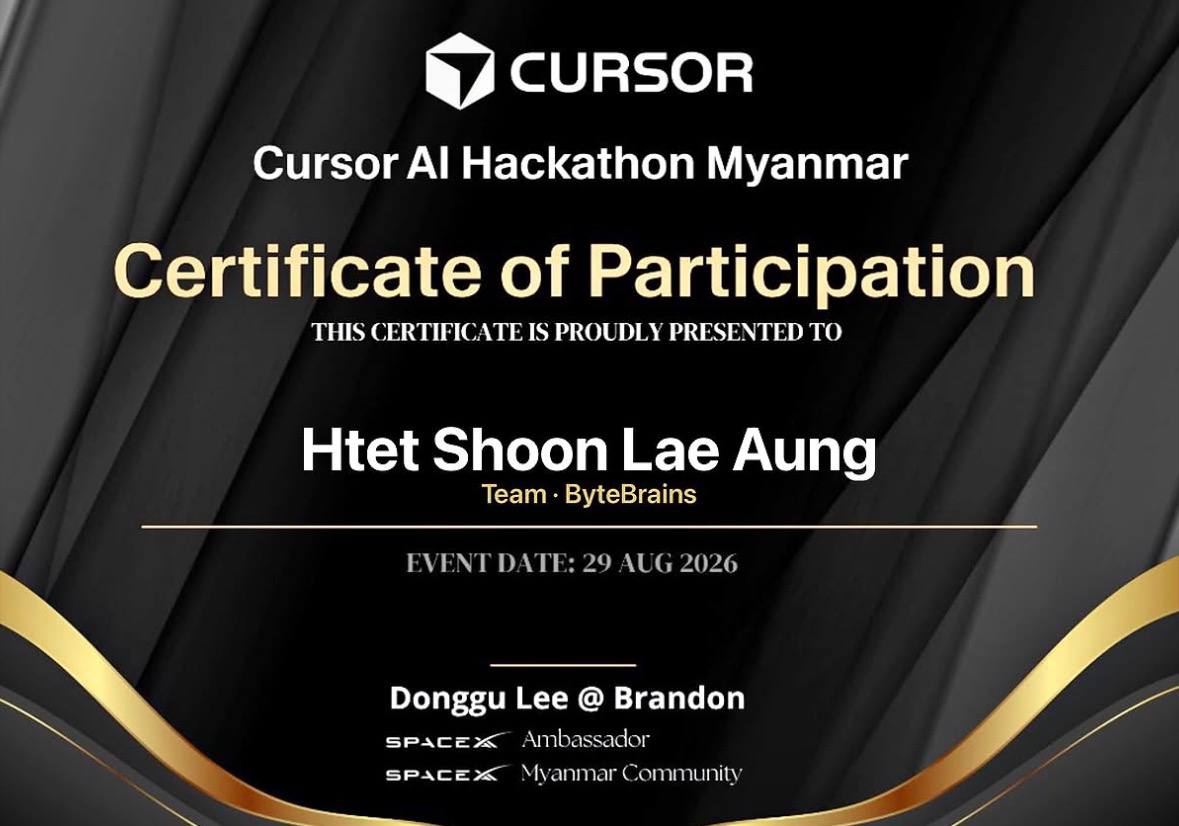 CURSOR
Cursor AI Hackathon Myanmar
Certificate of Participation
THIS CERTIFICATE IS PROUDLY PRESENTED TO
Htet Shoon Lae Aung
Team · ByteBrains
EVENT DATE: 29 AUG 2026
Donggu Lee @ Brandon
SPACEX Ambassador
SPACEX Myanmar Community